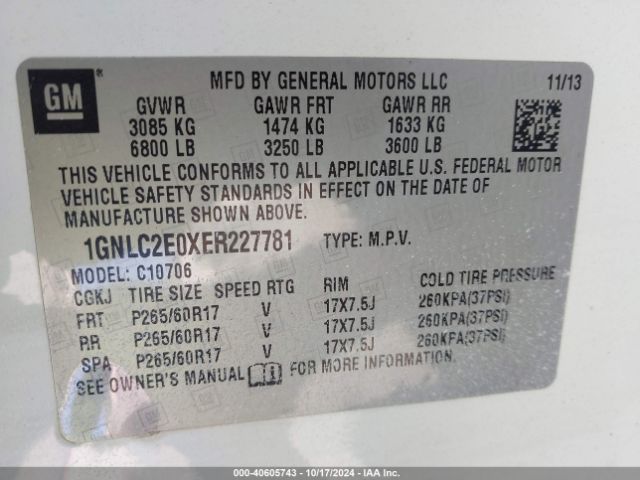 GM ®
MFD BY GENERAL MOTORS LLC 11/13
GVWR GAWR FRT GAWR RR
3085 KG 1474 KG 1633 KG
6800 LB 3250 LB 3600 LB
THIS VEHICLE CONFORMS TO ALL APPLICABLE U.S. FEDERAL MOTOR
VEHICLE SAFETY STANDARDS IN EFFECT ON THE DATE OF
MANUFACTURE SHOWN ABOVE.
1GNLC2E0XER227781 TYPE: M.P.V.
MODEL: C10706
CGKJ TIRE SIZE SPEED RTG RIM COLD TIRE PRESSURE
FRT P265/60R17 V 17X7.5J 260KPA(37PSI)
RR P265/60R17 V 17X7.5J 260KPA(37PSI)
SPA P265/60R17 V 17X7.5J 260KPA(37PSI)
SEE OWNER'S MANUAL FOR MORE INFORMATION.
000-40605743 - 10/17/2024 - IAA Inc.